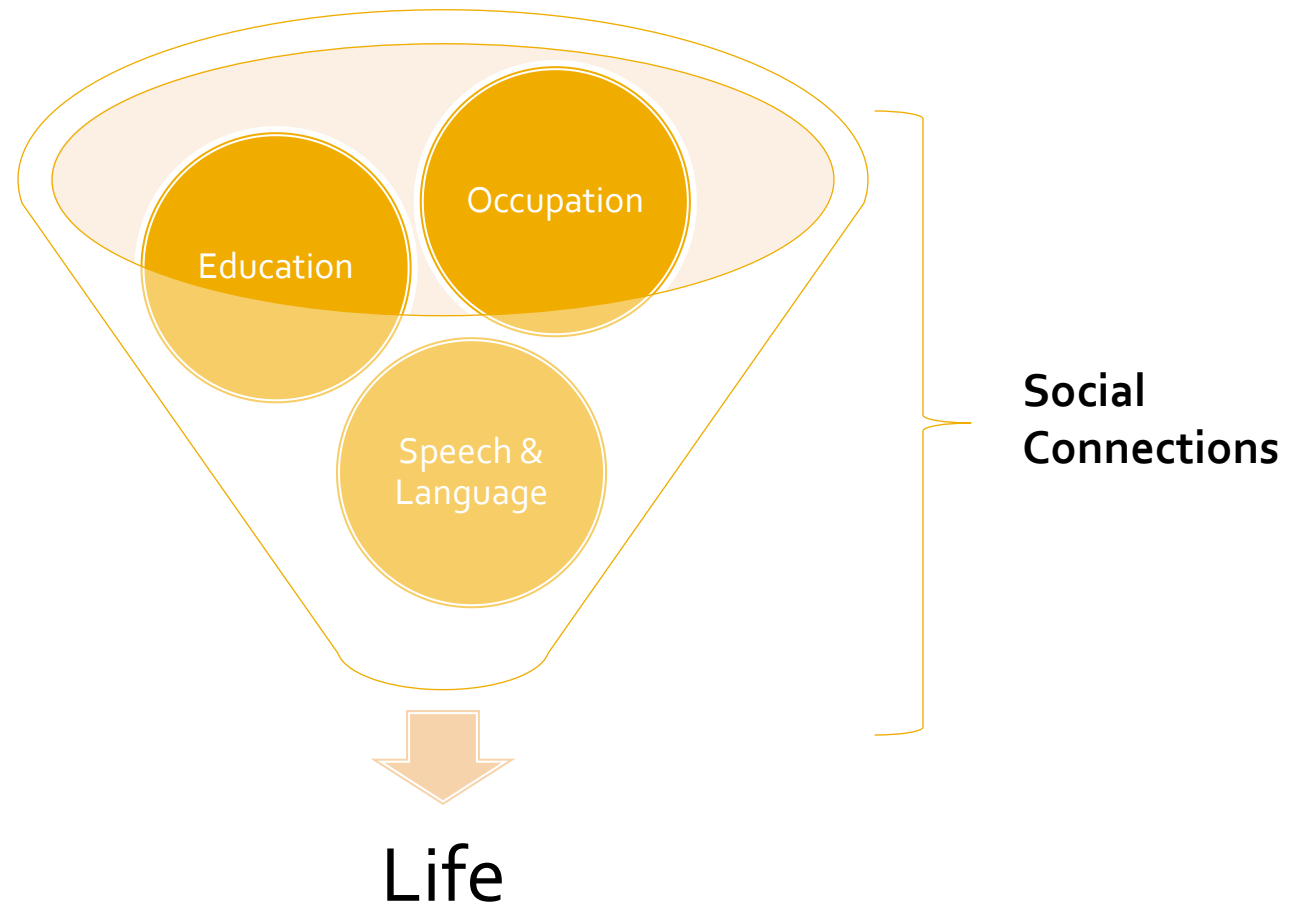 Occupation
Education
Speech &
Language
Social
Connections
Life